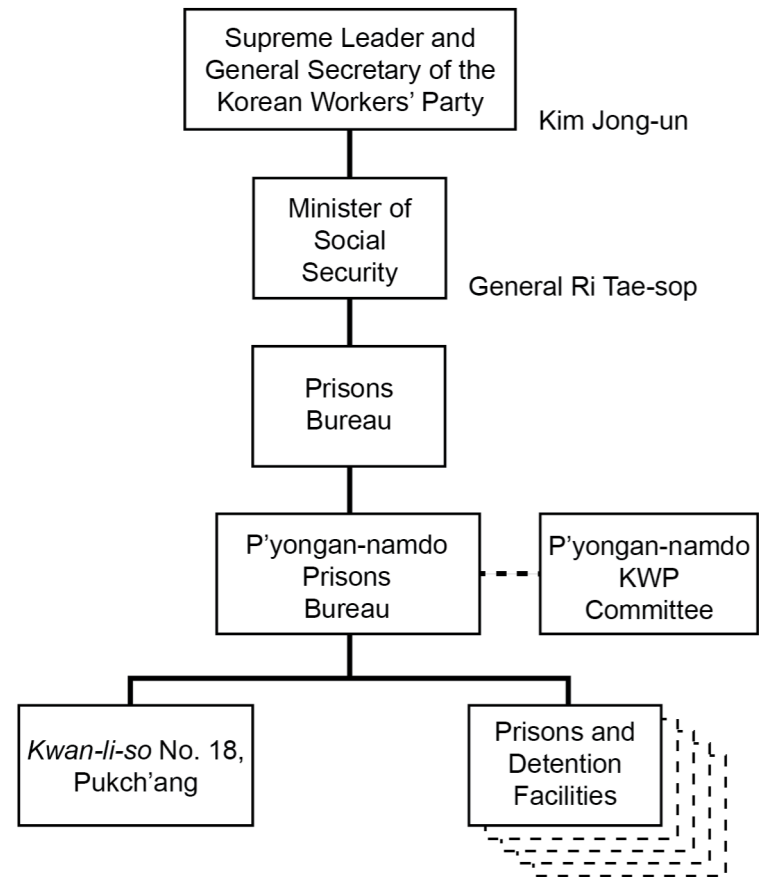 Supreme Leader and
General Secretary of the
Korean Workers’ Party
Kim Jong-un
Minister of
Social
Security
General Ri Tae-sop
Prisons
Bureau
P’yongan-namdo
Prisons
Bureau
P’yongan-namdo
KWP
Committee
Kwan-li-so No. 18,
Pukch’ang
Prisons and
Detention
Facilities